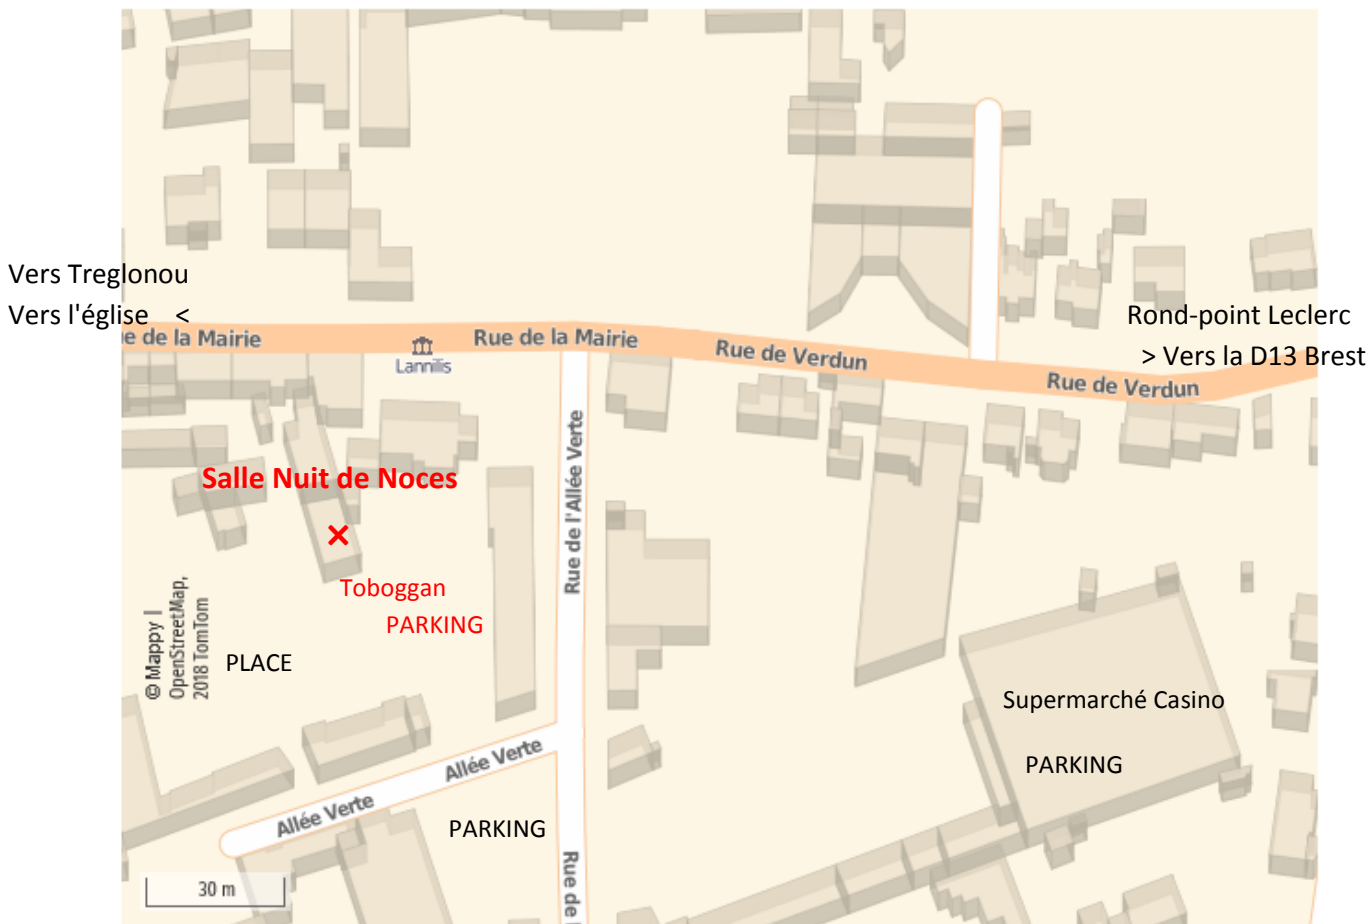 Vers Treglonou
Vers l'église <
e de la Mairie
Lannilis
Rue de la Mairie
Rue de Verdun
Rond-point Leclerc
> Vers la D13 Brest
Rue de Verdun
Salle Nuit de Noces
×
Rue de l'Allée Verte
Toboggan
PARKING
© Mappy |
OpenStreetMap,
2018 TomTom
PLACE
Supermarché Casino
PARKING
Allée Verte
Allée Verte
PARKING
Rue de l
30 m